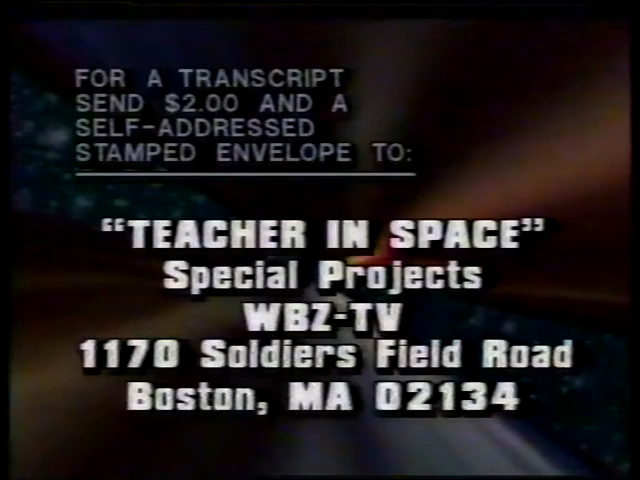 FOR A TRANSCRIPT
SEND $2.00 AND A
SELF-ADDRESSED
STAMPED ENVELOPE TO:
“TEACHER IN SPACE”
Special Projects
WBZ-TV
1170 Soldiers Field Road
Boston, MA 02134